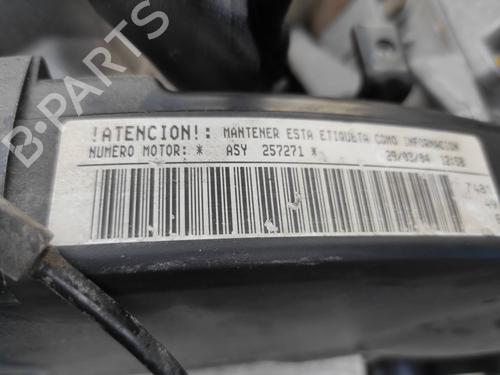 B-PARTS
!ATENCION!: MANTENER ESTA ETIQUETA COMO INFORMACION
NUMERO MOTOR: * ASY 257271 * 29/03/04 12:50